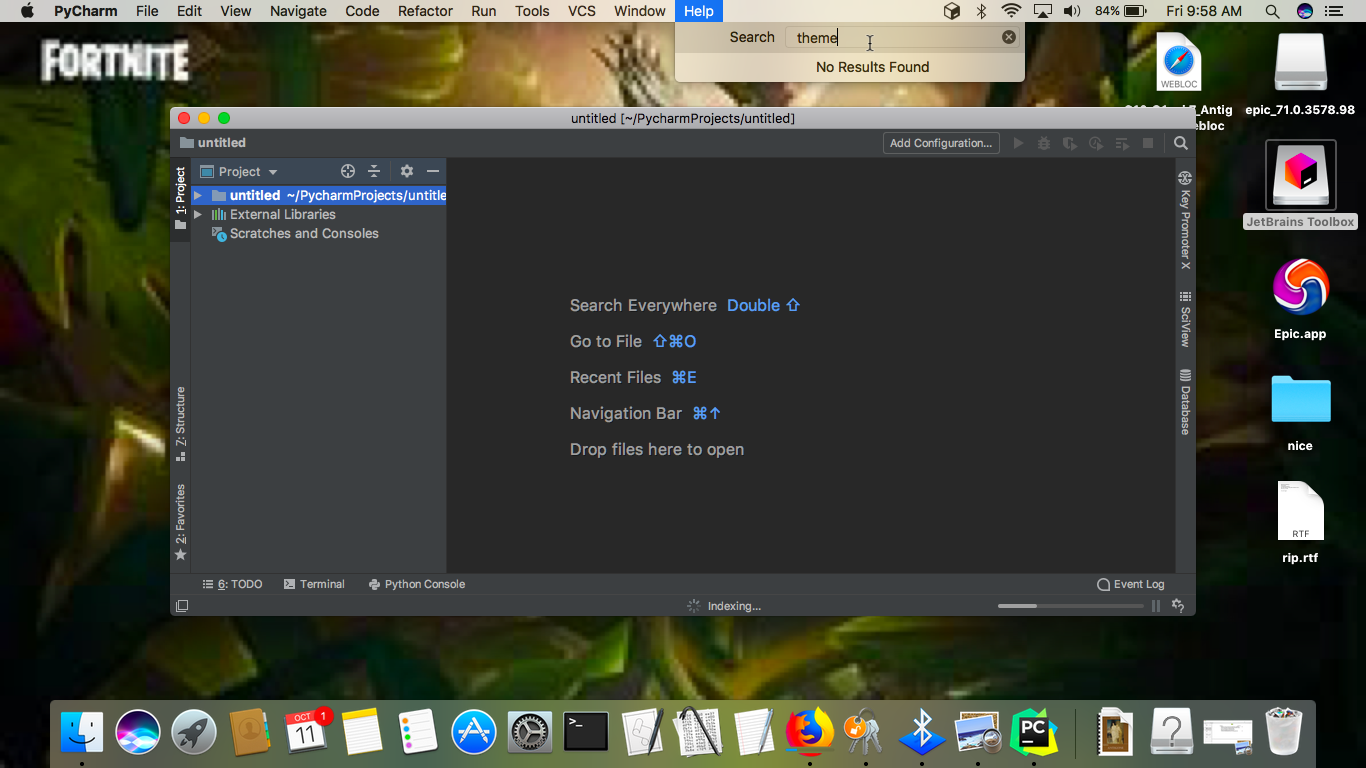 PyCharm File Edit View Navigate Code Refactor Run Tools VCS Window Help 84% Fri 9:58 AM
Search theme
No Results Found
FORTNITE
WEBLOC
epic_71.0.3578.98
untitled [~/PycharmProjects/untitled]
untitled
Add Configuration...
1: Project
Project
untitled ~/PycharmProjects/untitle
External Libraries
Scratches and Consoles
Search Everywhere Double ⇧
Go to File ⇧⌘O
Recent Files ⌘E
Navigation Bar ⌘↑
Drop files here to open
Z: Structure
2: Favorites
Key Promoter X
SciView
Database
6: TODO Terminal Python Console Event Log
Indexing...
JetBrains Toolbox
Epic.app
nice
RTF
rip.rtf
OCT 1
11
>_
PC
?